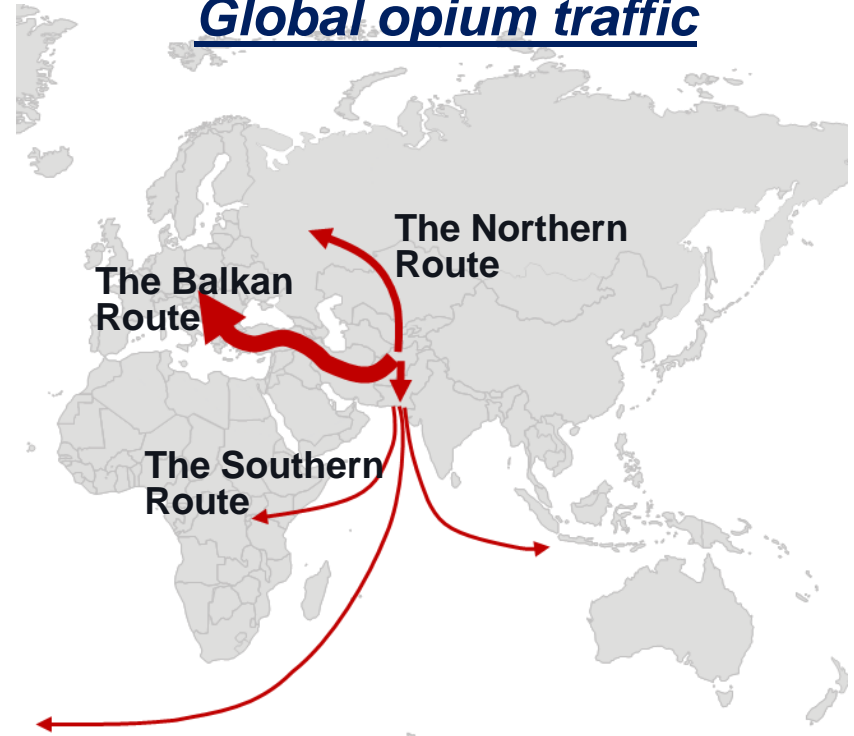 Global opium traffic
The Northern
Route
The Balkan
Route
The Southern
Route